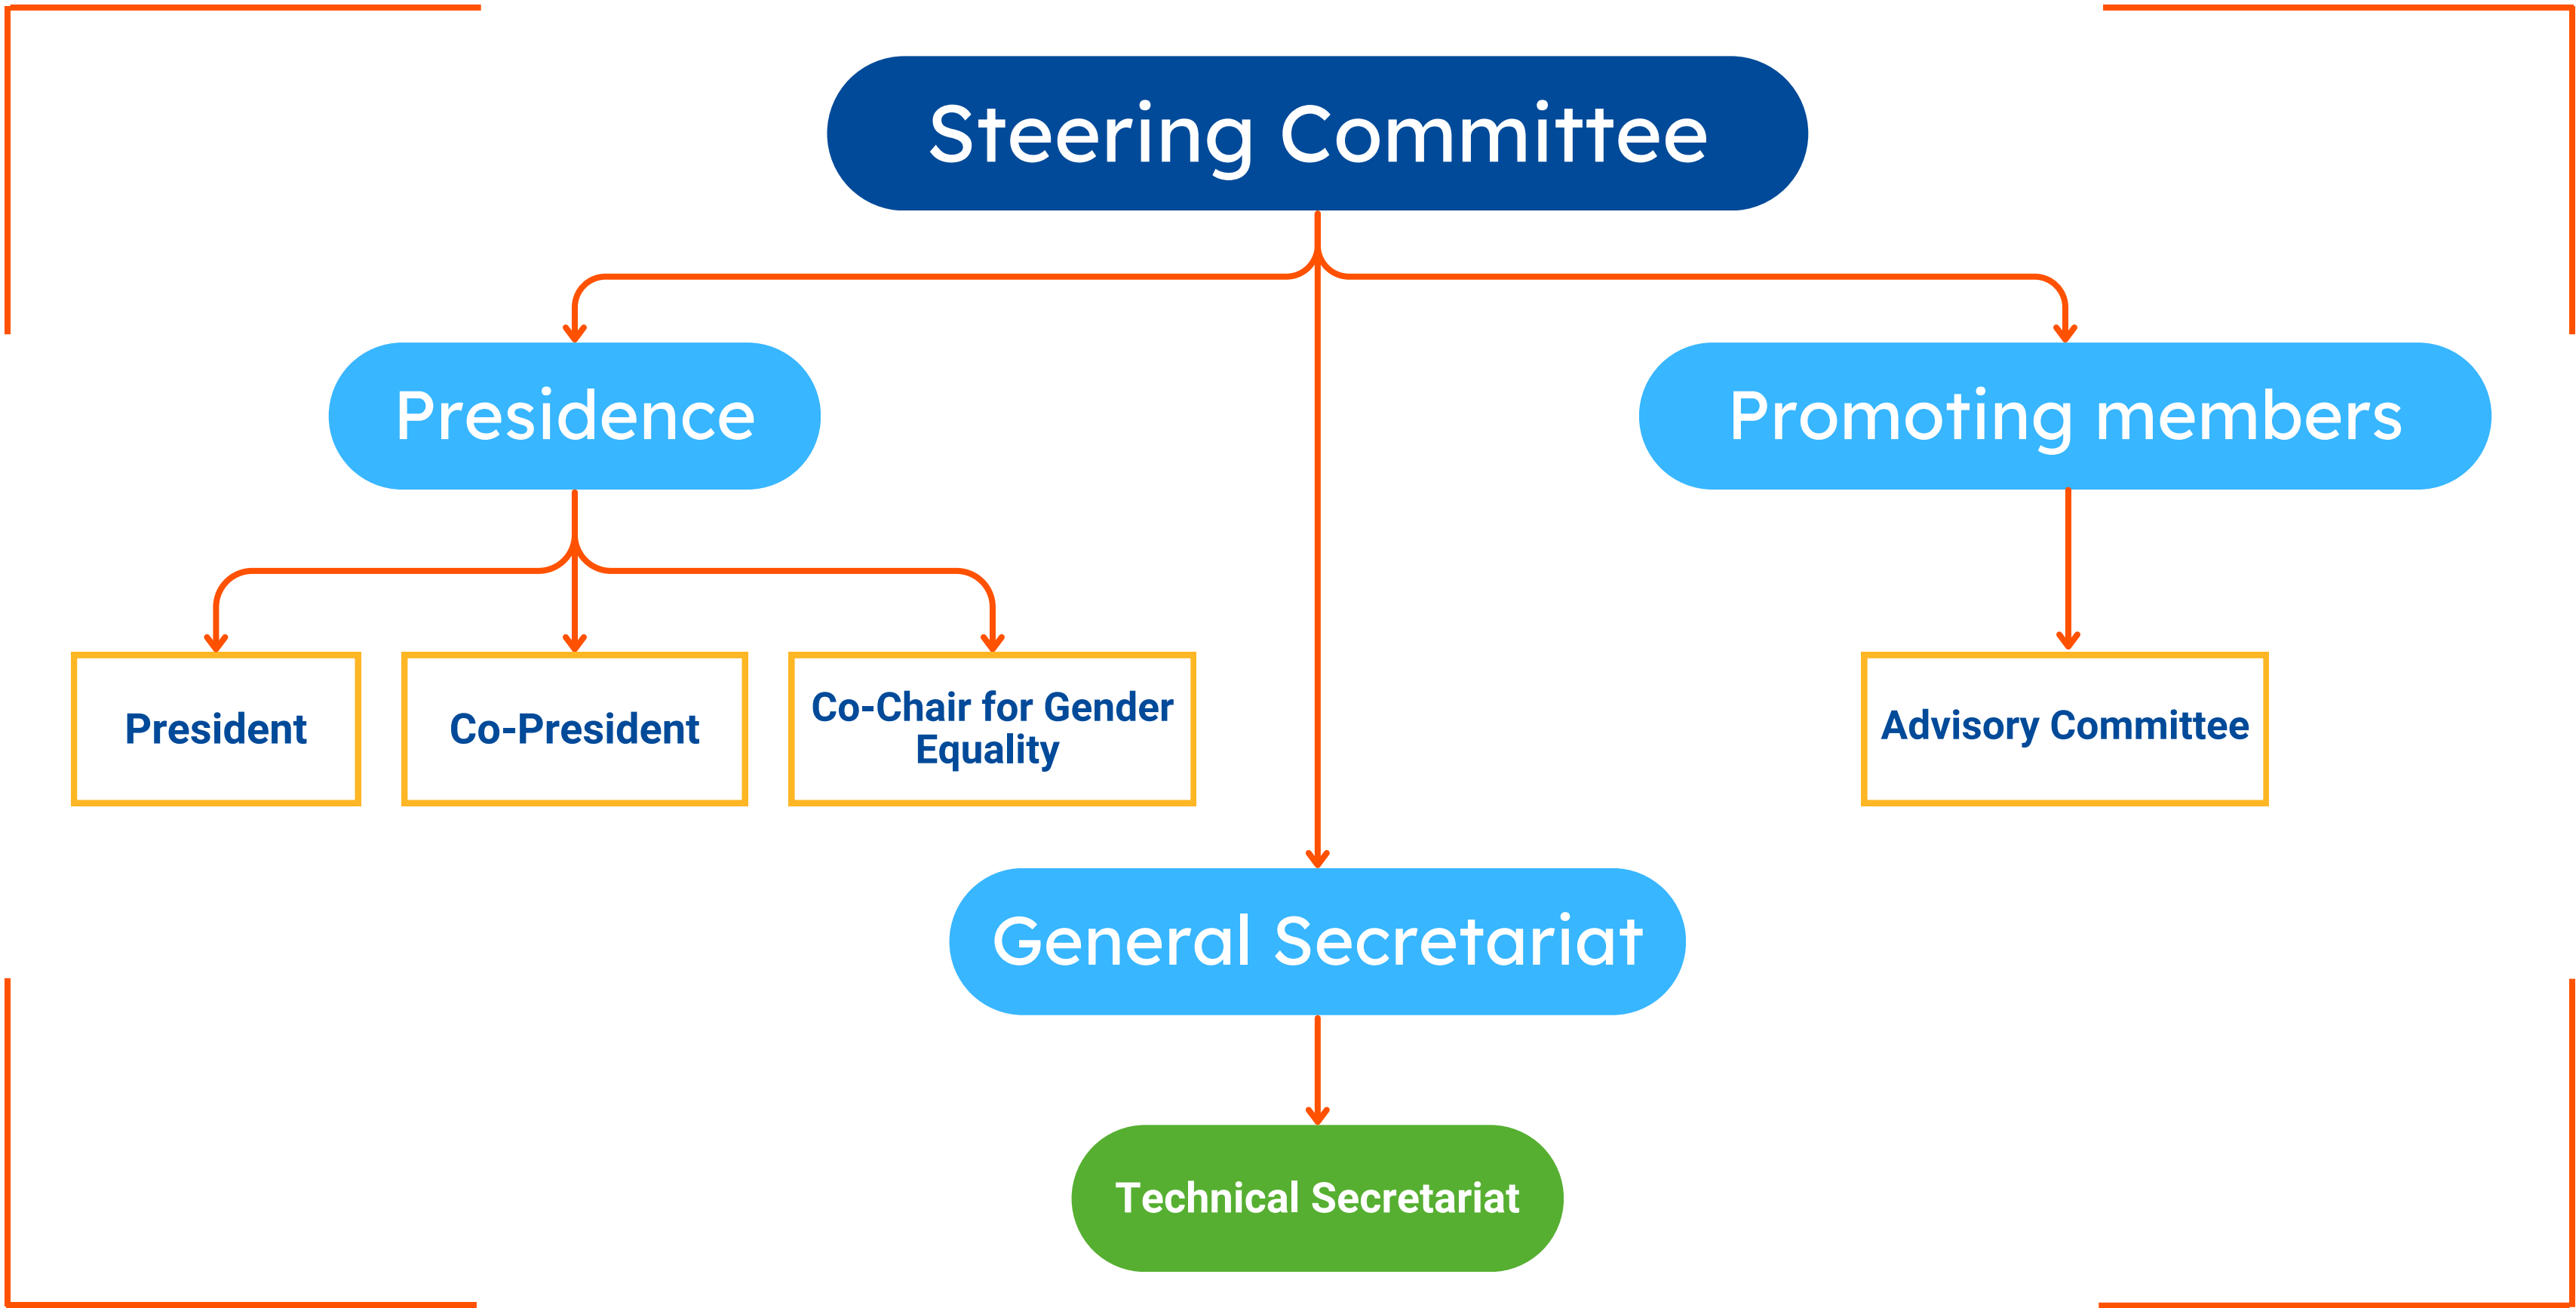 Steering Committee
Presidence
Promoting members
President
Co-President
Co-Chair for Gender
Equality
Advisory Committee
General Secretariat
Technical Secretariat